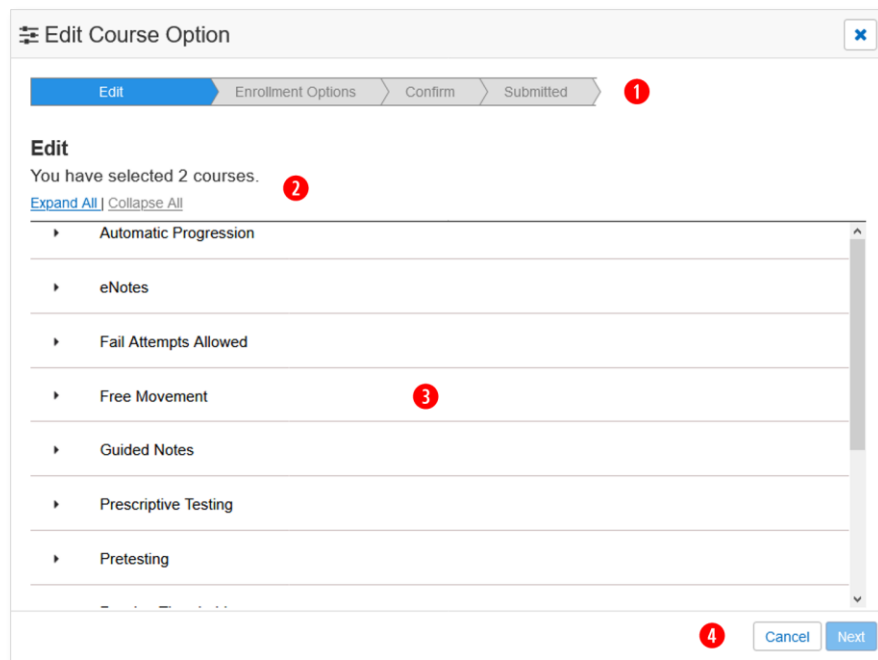 Edit Course Option
Edit Enrollment Options Confirm Submitted 1
Edit
You have selected 2 courses.
2
Expand All | Collapse All
Automatic Progression
eNotes
Fail Attempts Allowed
Free Movement 3
Guided Notes
Prescriptive Testing
Pretesting
4 Cancel Next